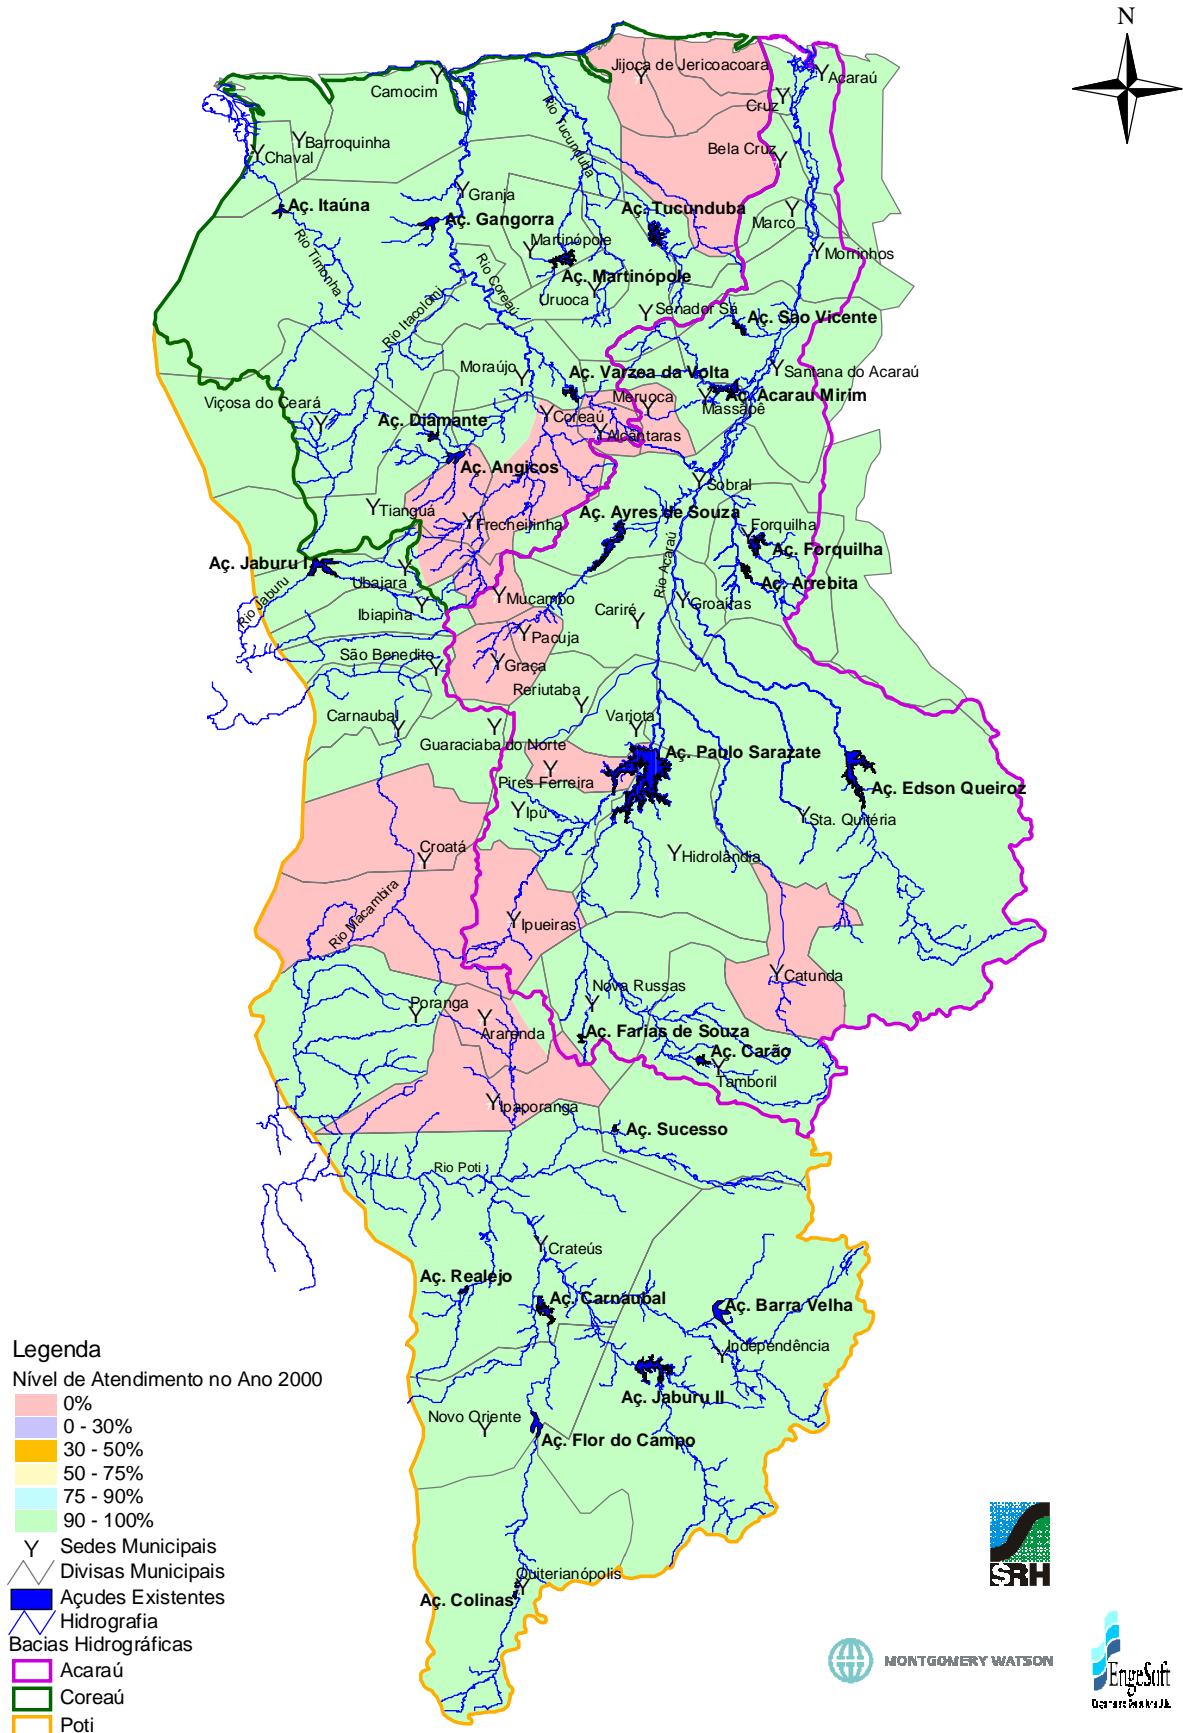 N
Jijoca de Jericoacoara
Acaraú
Camocim
Cruz
Rio Tucunduba
Barroquinha
Bela Cruz
Chaval
Granja
Aç. Itaúna
Aç. Tucunduba
Aç. Gangorra
Marco
Martinópole
Morrinhos
Rio Timonha
Rio Coreaú
Aç. Martinópole
Uruoca
Rio Itacolomi
Senador Sá
Aç. São Vicente
Moraújo
Aç. Varzea da Volta
Santana do Acaraú
Meruoca
Aç. Acarau Mirim
Viçosa do Ceará
Massapê
Aç. Diamante
Coreaú
Alcântaras
Aç. Angicos
Sobral
Tianguá
Aç. Ayres de Souza
Frecheirinha
Forquilha
Aç. Forquilha
Aç. Jaburu I
Rio Acaraú
Ubajara
Aç. Arrebita
Rio Jaburu
Mucambo
Groaíras
Ibiapina
Cariré
Pacuja
São Benedito
Graça
Reriutaba
Carnaubal
Varjota
Guaraciaba do Norte
Aç. Paulo Sarazate
Pires Ferreira
Aç. Edson Queiroz
Ipú
Sta. Quitéria
Croatá
Hidrolândia
Rio Macambira
Ipueiras
Catunda
Nova Russas
Poranga
Ararenda
Aç. Farias de Souza
Aç. Carão
Tamboril
Ipaporanga
Aç. Sucesso
Rio Poti
Crateús
Aç. Realejo
Aç. Carnaubal
Aç. Barra Velha
Independência
Aç. Jaburu II
Novo Oriente
Aç. Flor do Campo
Quiterianópolis
Aç. Colinas
Legenda
Nível de Atendimento no Ano 2000
0%
0 - 30%
30 - 50%
50 - 75%
75 - 90%
90 - 100%
Sedes Municipais
Divisas Municipais
Açudes Existentes
Hidrografia
Bacias Hidrográficas
Acaraú
Coreaú
Poti
SRH
MONTGOMERY WATSON
EngeSoft